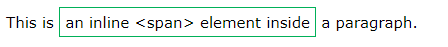 This is an inline <span> element inside a paragraph.